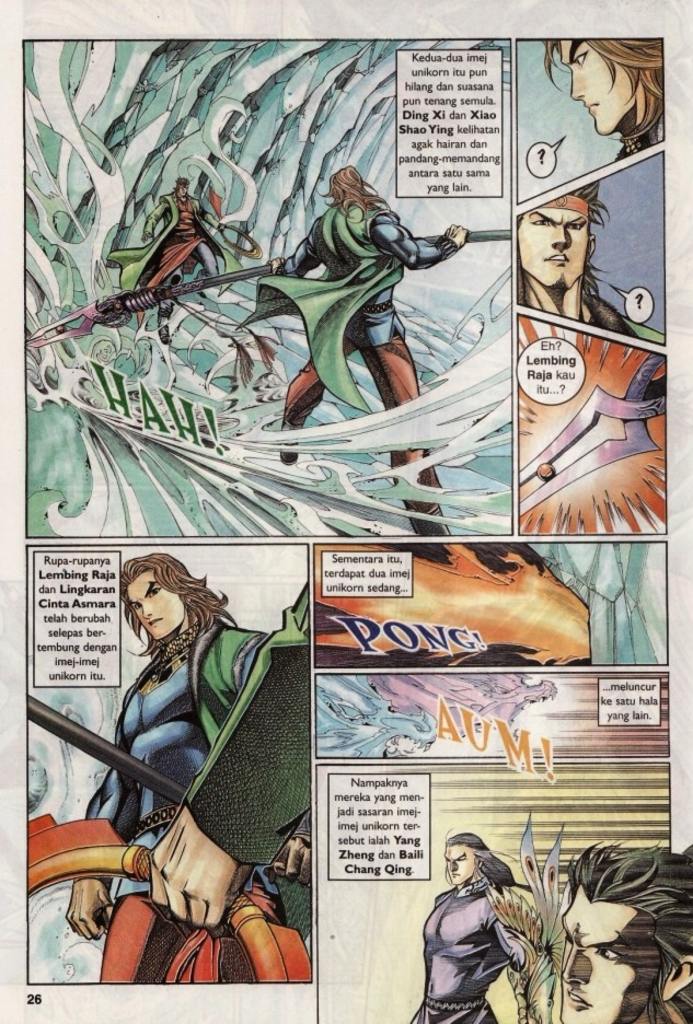 Kedua-dua imej
unikorn itu pun
hilang dan suasana
pun tenang semula.
Ding Xi dan Xiao
Shao Ying kelihatan
agak hairan dan
pandang-memandang
antara satu sama
yang lain.
?
?
HAH!
Eh?
Lembing
Raja kau
itu...?
Rupa-rupanya
Lembing Raja
dan Lingkaran
Cinta Asmara
telah berubah
selepas ber-
tembung dengan
imej-imej
unikorn itu.
Sementara itu,
terdapat dua imej
unikorn sedang...
PONG!
...meluncur
ke satu hala
yang lain.
AUM!
Nampaknya
mereka yang men-
jadi sasaran imej-
imej unikorn ter-
sebut ialah Yang
Zheng dan Baili
Chang Qing.
26